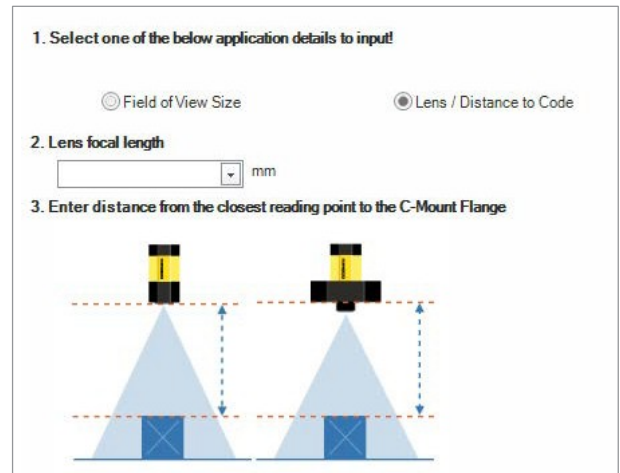 1. Select one of the below application details to input!
Field of View Size
Lens / Distance to Code
2. Lens focal length
mm
3. Enter distance from the closest reading point to the C-Mount Flange